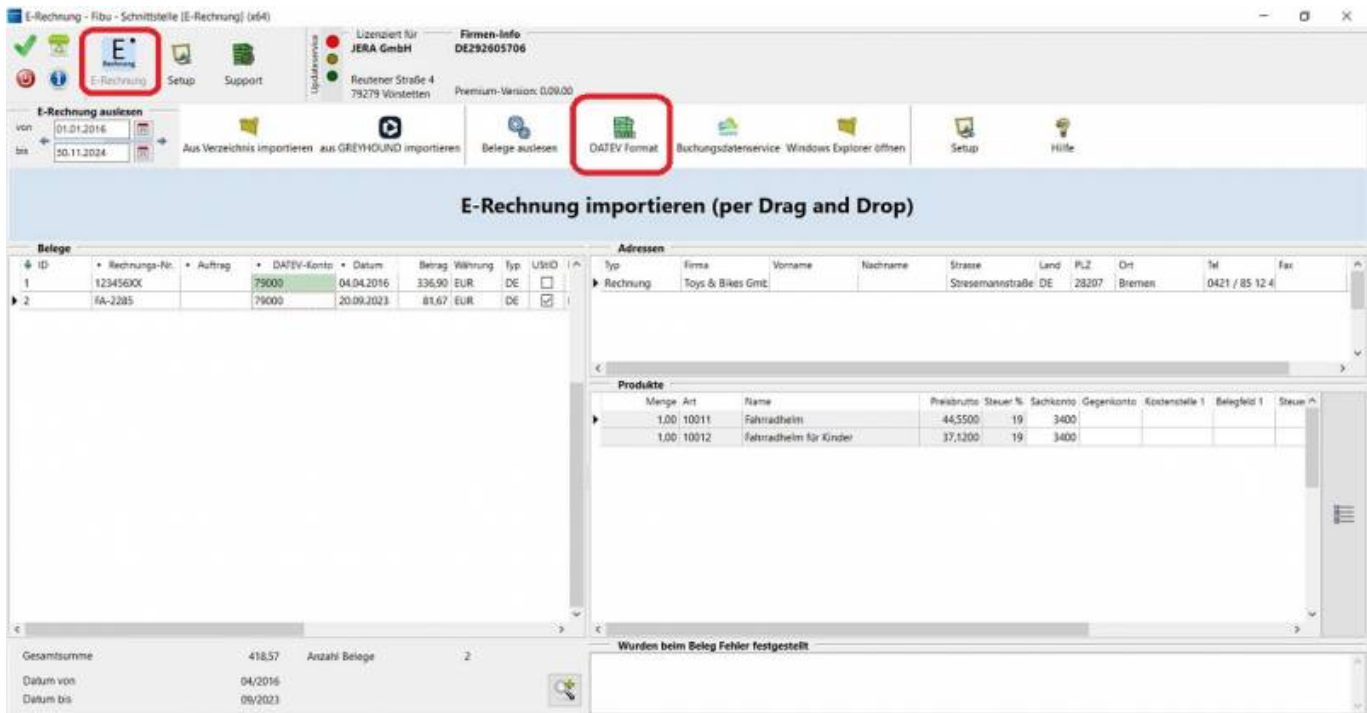 E-Rechnung - Fibu - Schnittstelle [E-Rechnung] (x64)
E
Rechnung
E-Rechnung
Setup
Support
Updateservice
Lizenziert für
JERA GmbH
Reutener Straße 4
79279 Vörstetten
Firmen-Info
DE292605706
Premium-Version: 0.09.00
E-Rechnung auslesen
von 01.01.2016
bis 30.11.2024
Aus Verzeichnis importieren
aus GREYHOUND importieren
Belege auslesen
DATEV Format
Buchungsdatenservice
Windows Explorer öffnen
Setup
Hilfe
E-Rechnung importieren (per Drag and Drop)
Belege
ID Rechnungs-Nr. Auftrag DATEV-Konto Datum Betrag Währung Typ UStID
1 123456XX 79000 04.04.2016 336,90 EUR DE
2 FA-2285 79000 20.09.2023 81,67 EUR DE
Gesamtsumme 418,57 Anzahl Belege 2
Datum von 04/2016
Datum bis 09/2023
Adressen
Typ Firma Vorname Nachname Strasse Land PLZ Ort Tel Fax
Rechnung Toys & Bikes Gmb Stresemannstraße DE 28207 Bremen 0421 / 85 12 4
Produkte
Menge Art Name Preisbrutto Steuer % Sachkonto Gegenkonto Kostenstelle 1 Belegfeld 1 Steue
1,00 10011 Fahrradhelm 44,5500 19 3400
1,00 10012 Fahrradhelm für Kinder 37,1200 19 3400
Wurden beim Beleg Fehler festgestellt